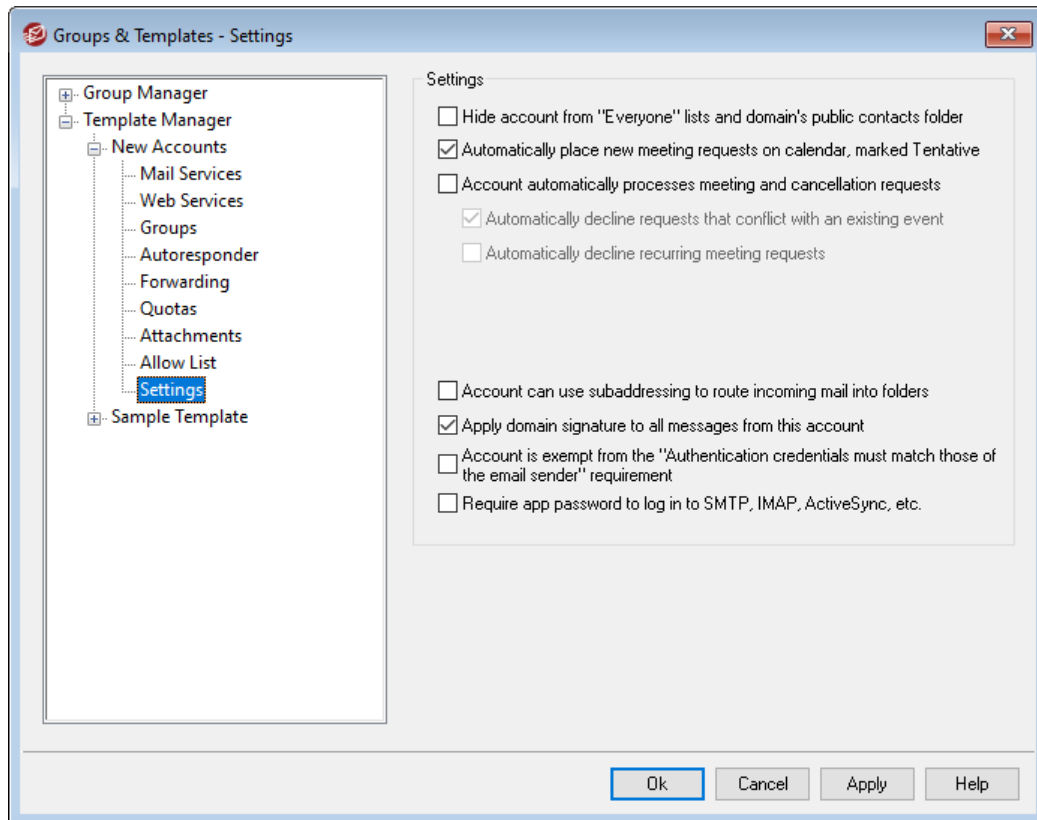 Groups & Templates - Settings
Group Manager
Template Manager
New Accounts
Mail Services
Web Services
Groups
Autoresponder
Forwarding
Quotas
Attachments
Allow List
Settings
Sample Template
Settings
Hide account from "Everyone" lists and domain's public contacts folder
Automatically place new meeting requests on calendar, marked Tentative
Account automatically processes meeting and cancellation requests
Automatically decline requests that conflict with an existing event
Automatically decline recurring meeting requests
Account can use subaddressing to route incoming mail into folders
Apply domain signature to all messages from this account
Account is exempt from the "Authentication credentials must match those of
the email sender" requirement
Require app password to log in to SMTP, IMAP, ActiveSync, etc.
Ok
Cancel
Apply
Help